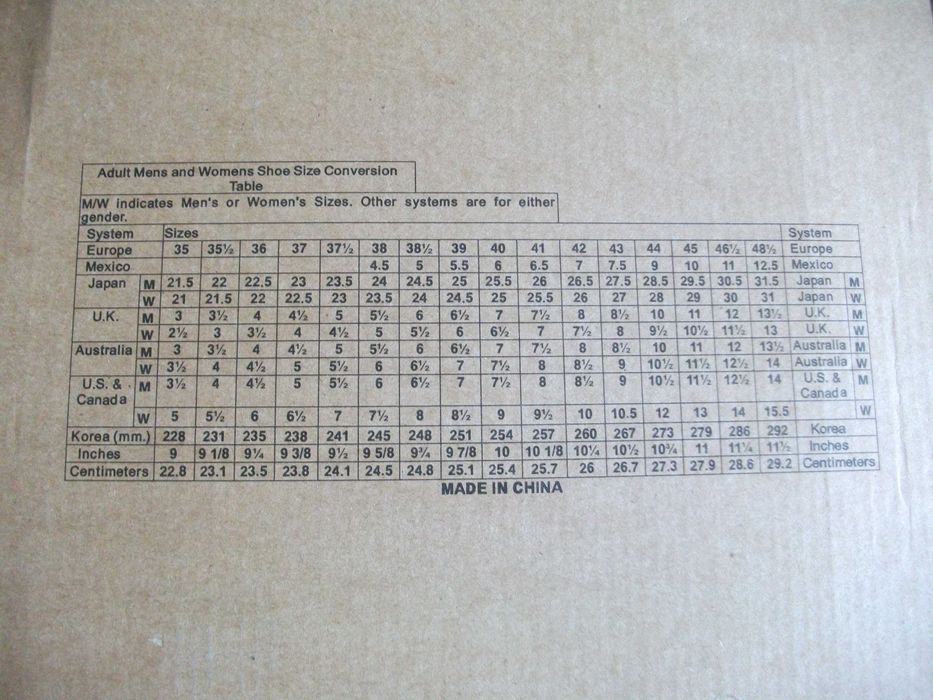 Adult Mens and Womens Shoe Size Conversion
Table
M/W indicates Men's or Women's Sizes. Other systems are for either
gender.
System Sizes System
Europe 35 35½ 36 37 37½ 38 38½ 39 40 41 42 43 44 45 46½ 48½ Europe
Mexico 4.5 5 5.5 6 6.5 7 7.5 9 10 11 12.5 Mexico
Japan M 21.5 22 22.5 23 23.5 24 24.5 25 25.5 26 26.5 27.5 28.5 29.5 30.5 31.5 Japan M
W 21 21.5 22 22.5 23 23.5 24 24.5 25 25.5 26 27 28 29 30 31 Japan W
U.K. M 3 3½ 4 4½ 5 5½ 6 6½ 7 7½ 8 8½ 10 11 12 13½ U.K. M
W 2½ 3 3½ 4 4½ 5 5½ 6 6½ 7 7½ 8 9½ 10½ 11½ 13 U.K. W
Australia M 3 3½ 4 4½ 5 5½ 6 6½ 7 7½ 8 8½ 10 11 12 13½ Australia M
W 3½ 4 4½ 5 5½ 6 6½ 7 7½ 8 8½ 9 10½ 11½ 12½ 14 Australia W
U.S. & M 3½ 4 4½ 5 5½ 6 6½ 7 7½ 8 8½ 9 10½ 11½ 12½ 14 U.S. & M
Canada Canada
W 5 5½ 6 6½ 7 7½ 8 8½ 9 9½ 10 10.5 12 13 14 15.5 W
Korea (mm.) 228 231 235 238 241 245 248 251 254 257 260 267 273 279 286 292 Korea
Inches 9 9 1/8 9¼ 9 3/8 9½ 9 5/8 9¾ 9 7/8 10 10 1/8 10¼ 10½ 10¾ 11 11¼ 11½ Inches
Centimeters 22.8 23.1 23.5 23.8 24.1 24.5 24.8 25.1 25.4 25.7 26 26.7 27.3 27.9 28.6 29.2 Centimeters
MADE IN CHINA